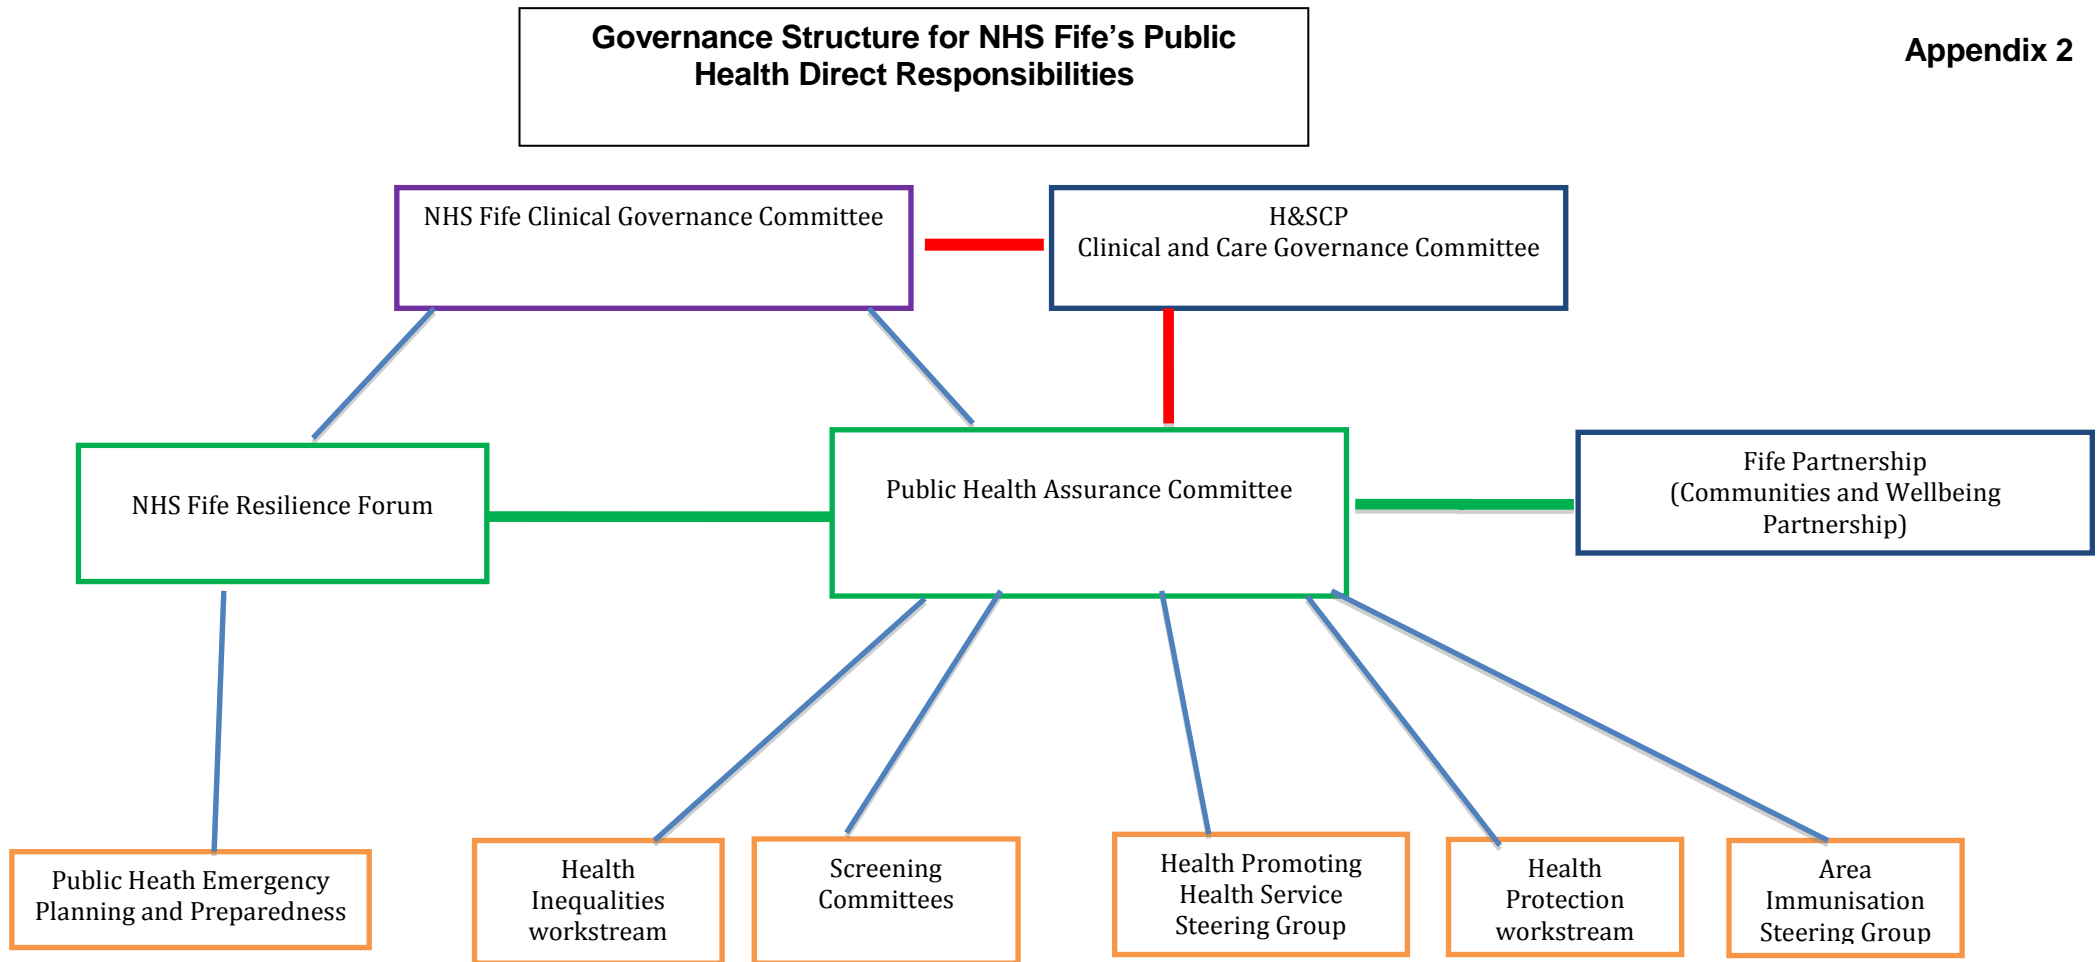 Governance Structure for NHS Fife's Public
Health Direct Responsibilities
Appendix 2
NHS Fife Clinical Governance Committee
H&SCP
Clinical and Care Governance Committee
NHS Fife Resilience Forum
Public Health Assurance Committee
Fife Partnership
(Communities and Wellbeing
Partnership)
Public Heath Emergency
Planning and Preparedness
Health
Inequalities
workstream
Screening
Committees
Health Promoting
Health Service
Steering Group
Health
Protection
workstream
Area
Immunisation
Steering Group